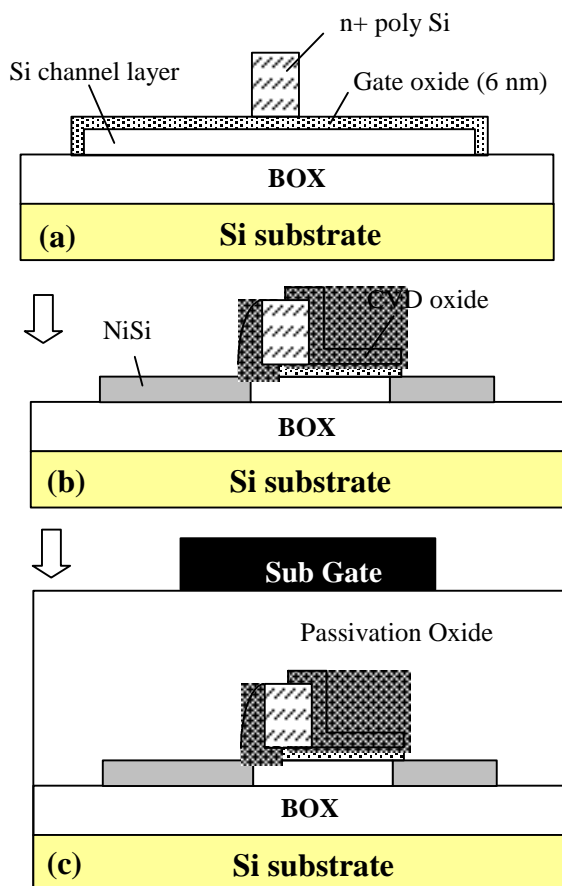 n+ poly Si
Si channel layer
Gate oxide (6 nm)
BOX
(a)
Si substrate
CVD oxide
NiSi
BOX
(b)
Si substrate
Sub Gate
Passivation Oxide
BOX
(c)
Si substrate